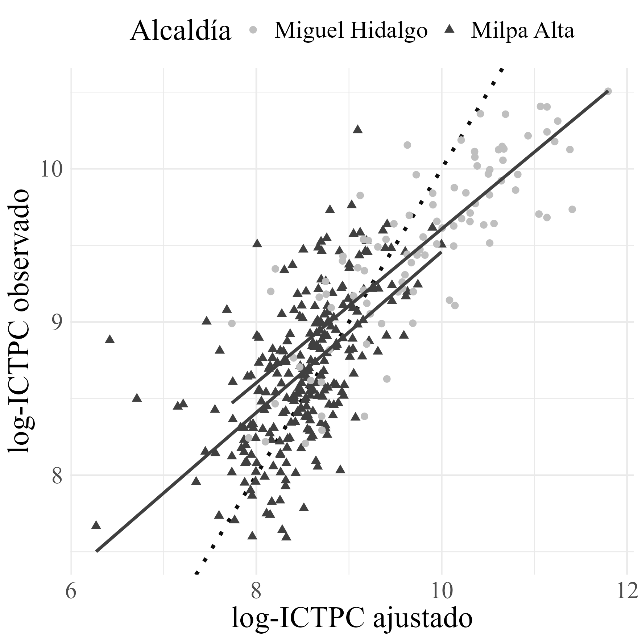 Alcaldía Miguel Hidalgo Milpa Alta
10
9
8
log-ICTPC observado
6 8 10 12
log-ICTPC ajustado